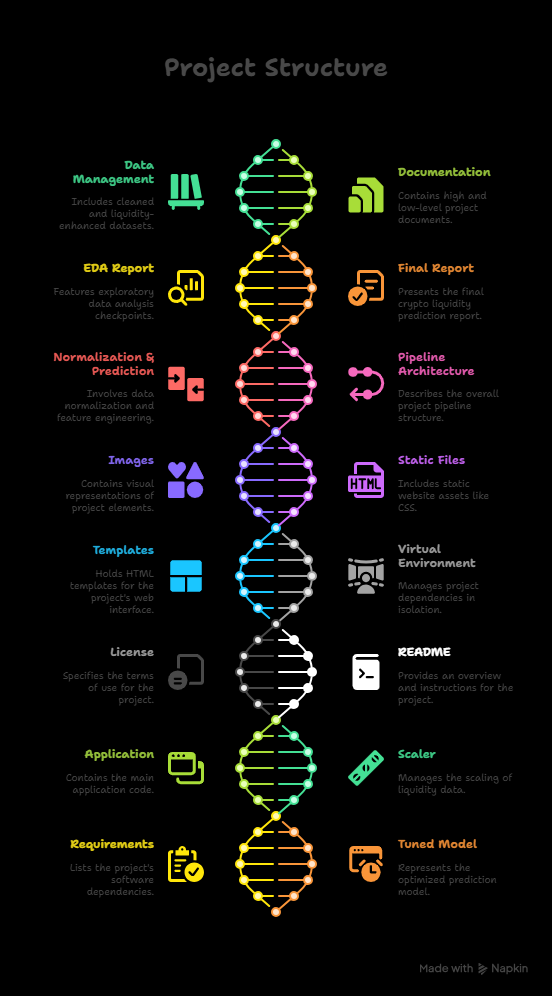 Project Structure
Data
Management
Includes cleaned
and liquidity-
enhanced datasets.
Documentation
Contains high and
low-level project
documents.
EDA Report
Features exploratory
data analysis
checkpoints.
Final Report
Presents the final
crypto liquidity
prediction report.
Normalization &
Prediction
Involves data
normalization and
feature engineering.
Pipeline
Architecture
Describes the overall
project pipeline
structure.
Images
Contains visual
representations of
project elements.
Static Files
Includes static
website assets like
CSS.
HTML
Templates
Holds HTML
templates for the
project's web
interface.
Virtual
Environment
Manages project
dependencies in
isolation.
License
Specifies the terms
of use for the
project.
README
Provides an overview
and instructions for the
project.
Application
Contains the main
application code.
Scaler
Manages the scaling of
liquidity data.
Requirements
Lists the project's
software
dependencies.
Tuned Model
Represents the
optimized prediction
model.
Made with Napkin